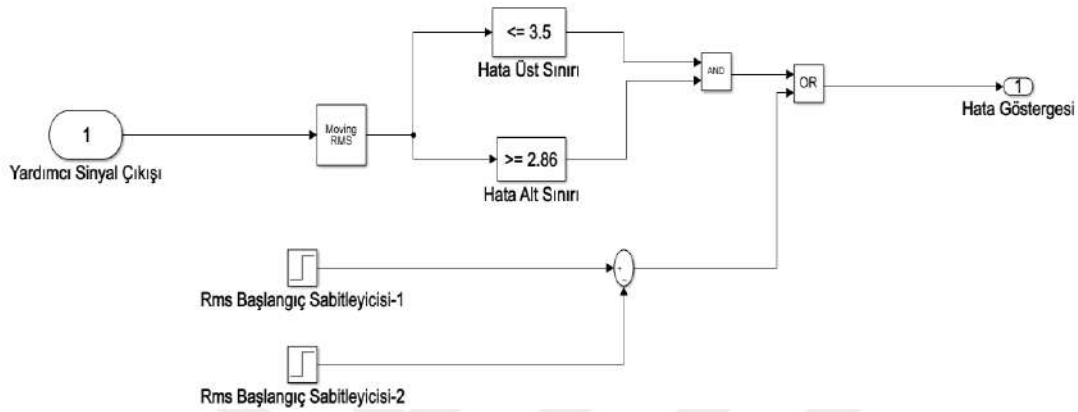 <= 3.5
Hata Üst Sınırı
AND
OR
1
Hata Göstergesi
1
Yardımcı Sinyal Çıkışı
Moving
RMS
>= 2.86
Hata Alt Sınırı
+
−
Rms Başlangıç Sabitleyicisi-1
Rms Başlangıç Sabitleyicisi-2